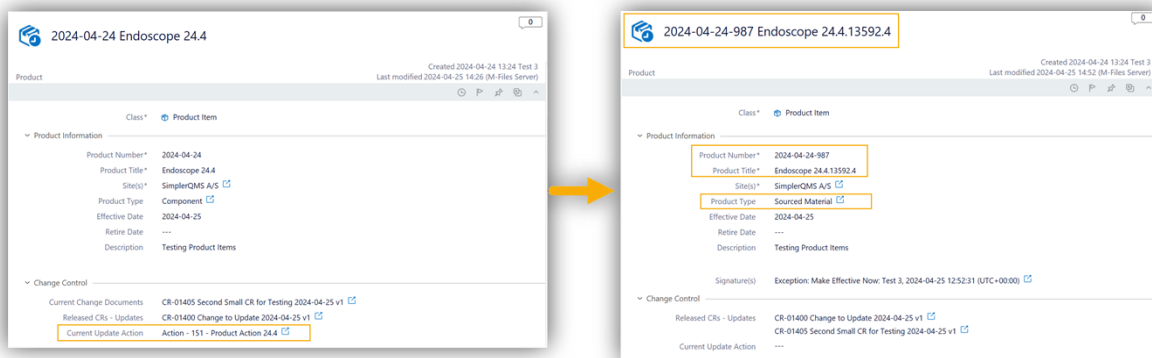 0
2024-04-24 Endoscope 24.4
Created 2024-04-24 13:24 Test 3
Product
Last modified 2024-04-25 14:26 (M-Files Server)
Class* Product Item
Product Information
Product Number* 2024-04-24
Product Title* Endoscope 24.4
Site(s)* SimplerQMS A/S
Product Type Component
Effective Date 2024-04-25
Retire Date ---
Description Testing Product Items
Change Control
Current Change Documents CR-01405 Second Small CR for Testing 2024-04-25 v1
Released CRs - Updates CR-01400 Change to Update 2024-04-25 v1
Current Update Action Action - 151 - Product Action 24.4
0
2024-04-24-987 Endoscope 24.4.13592.4
Created 2024-04-24 13:24 Test 3
Product
Last modified 2024-04-25 14:52 (M-Files Server)
Class* Product Item
Product Information
Product Number* 2024-04-24-987
Product Title* Endoscope 24.4.13592.4
Site(s)* SimplerQMS A/S
Product Type Sourced Material
Effective Date 2024-04-25
Retire Date ---
Description Testing Product Items
Signature(s) Exception: Make Effective Now: Test 3, 2024-04-25 12:52:31 (UTC+00:00)
Change Control
Released CRs - Updates CR-01400 Change to Update 2024-04-25 v1
CR-01405 Second Small CR for Testing 2024-04-25 v1
Current Update Action ---